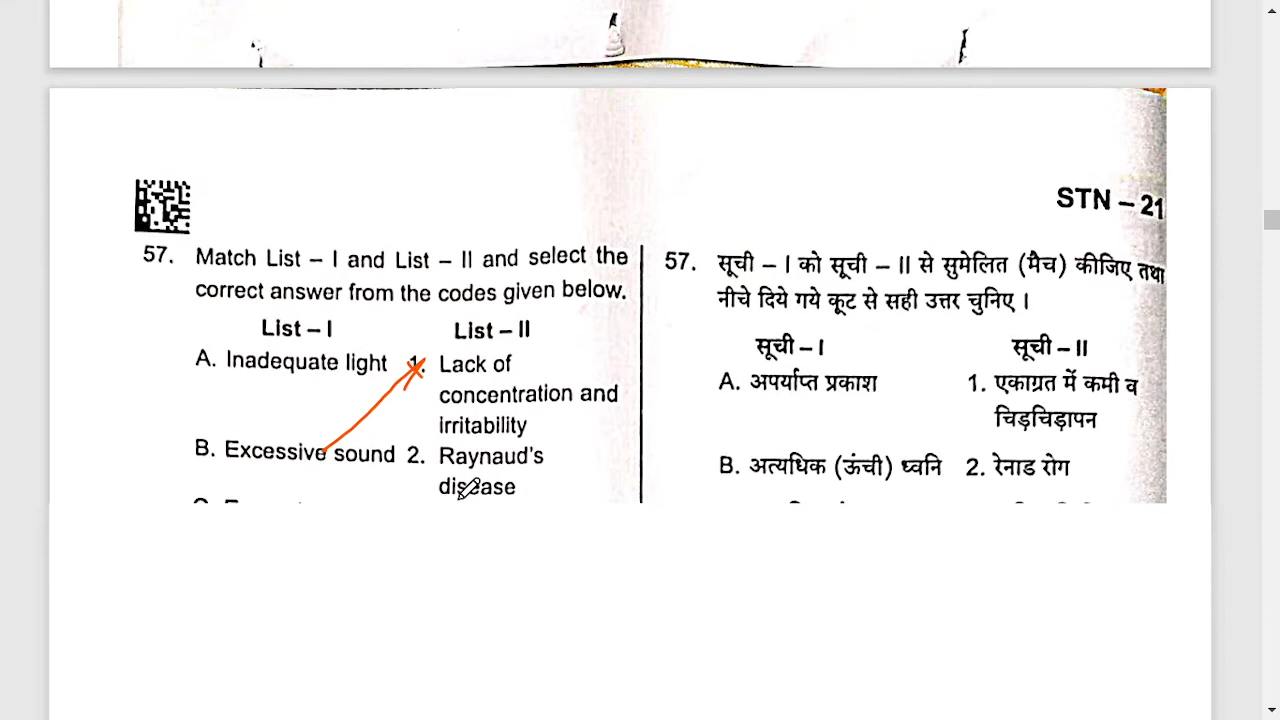 STN – 21
57. Match List – I and List – II and select the
correct answer from the codes given below.
List – I List – II
A. Inadequate light 1. Lack of
concentration and
irritability
B. Excessive sound 2. Raynaud's
disease
57. सूची – I को सूची – II से सुमेलित (मैच) कीजिए तथा
नीचे दिये गये कूट से सही उत्तर चुनिए ।
सूची – I सूची – II
A. अपर्याप्त प्रकाश 1. एकाग्रत में कमी व
चिड़चिड़ापन
B. अत्यधिक (ऊंची) ध्वनि 2. रेनाड रोग